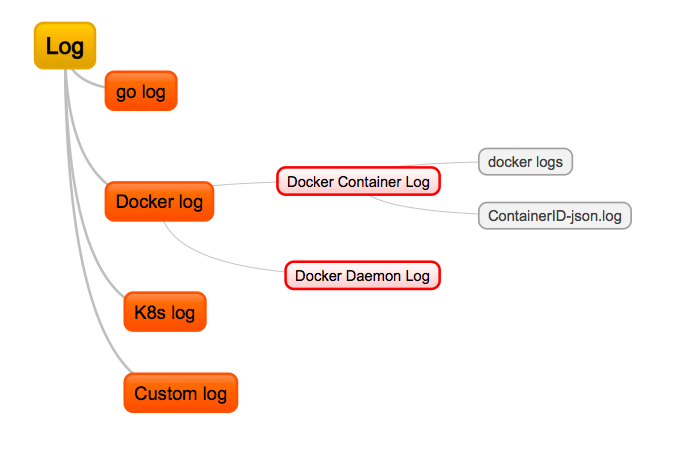 Log
go log
Docker log
Docker Container Log
docker logs
ContainerID-json.log
Docker Daemon Log
K8s log
Custom log